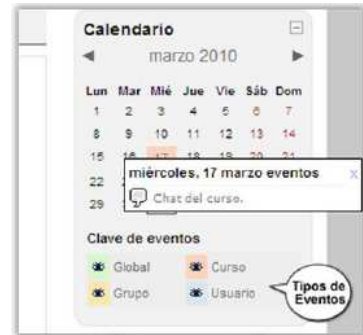 Calendario
marzo 2010
Lun Mar Mié Jue Vie Sáb Dom
1 2 3 4 5 6 7
8 9 10 11 12 13 14
15 16 17 18 19 20 21
22
29
miércoles, 17 marzo eventos x
Chat del curso.
Clave de eventos
Global Curso
Grupo Usuario
Tipos de
Eventos